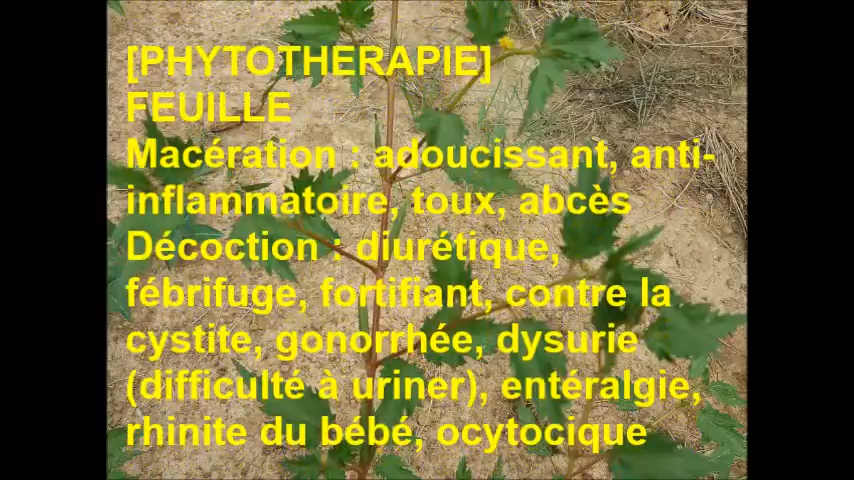 [PHYTOTHERAPIE]
FEUILLE
Macération : adoucissant, anti-
inflammatoire, toux, abcès
Décoction : diurétique,
fébrifuge, fortifiant, contre la
cystite, gonorrhée, dysurie
(difficulté à uriner), entéralgie,
rhinite du bébé, ocytocique